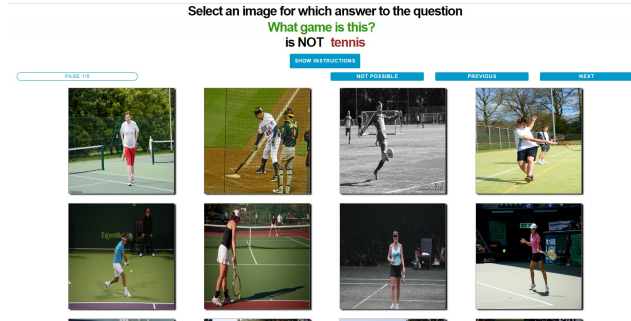 Select an image for which answer to the question
What game is this?
is NOT tennis
SHOW INSTRUCTIONS
PAGE 1/5
NOT POSSIBLE
PREVIOUS
NEXT